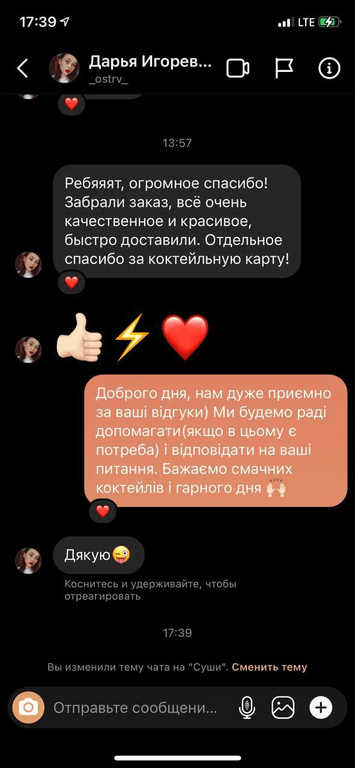 17:39
LTE
Дарья Игорев...
_ostrv_
13:57
Ребяяят, огромное спасибо!
Забрали заказ, всё очень
качественное и красивое,
быстро доставили. Отдельное
спасибо за коктейльную карту!
Доброго дня, нам дуже приємно
за ваші відгуки) Ми будемо раді
допомагати(якщо в цьому є
потреба) і відповідати на ваші
питання. Бажаємо смачних
коктейлів і гарного дня 🙌🏻
Дякую😜
Коснитесь и удерживайте, чтобы
отреагировать
17:39
Вы изменили тему чата на "Суши". Сменить тему
Отправьте сообщени...